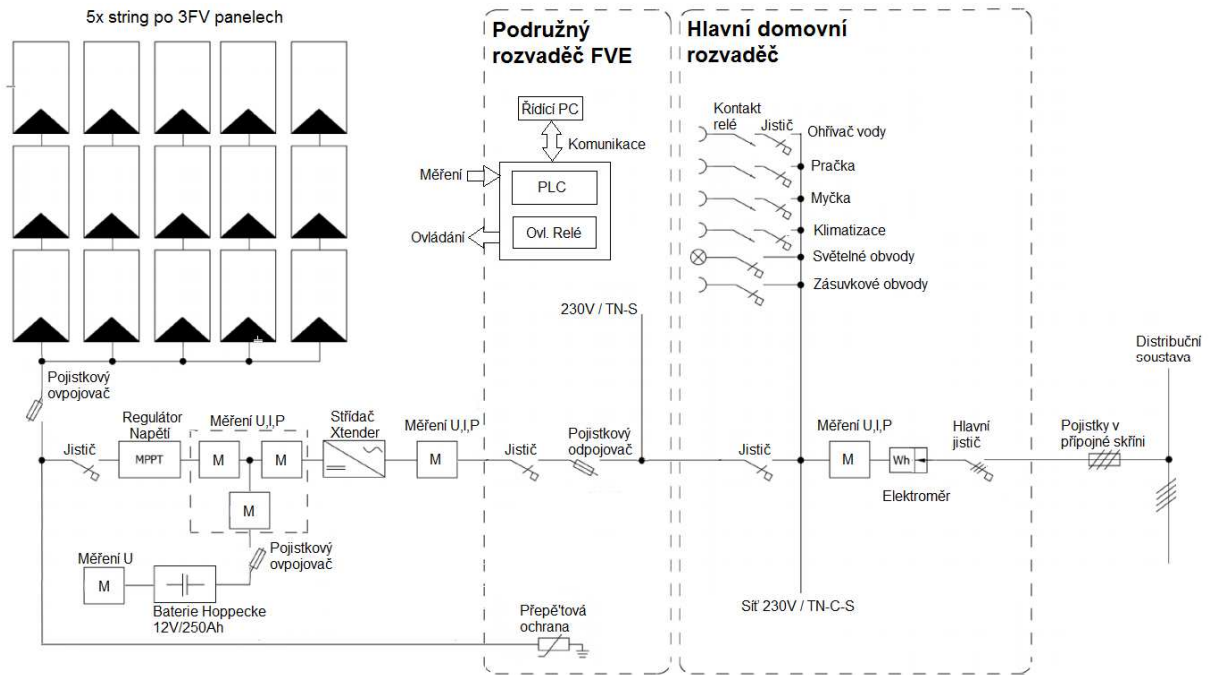 5x string po 3FV panelech
Podružný
rozvaděč FVE
Hlavní domovní
rozvaděč
Řídící PC
Komunikace
Měření
PLC
Ovládání
Ovl. Relé
Kontakt
relé
Jistič
Ohřívač vody
Pračka
Myčka
Klimatizace
Světelné obvody
Zásuvkové obvody
230V / TN-S
Distribuční
soustava
Pojistkový
ovpojovač
Regulátor
Napětí
Měření U,I,P
Střídač
Xtender
Měření U,I,P
Jistič
MPPT
M
M
M
Jistič
Pojistkový
odpojovač
Jistič
Měření U,I,P
M
Wh
Elektroměr
Hlavní
jistič
Pojistky v
přípojné skříni
M
Pojistkový
ovpojovač
Měření U
M
Baterie Hoppecke
12V/250Ah
Přepě'tová
ochrana
Síť 230V / TN-C-S